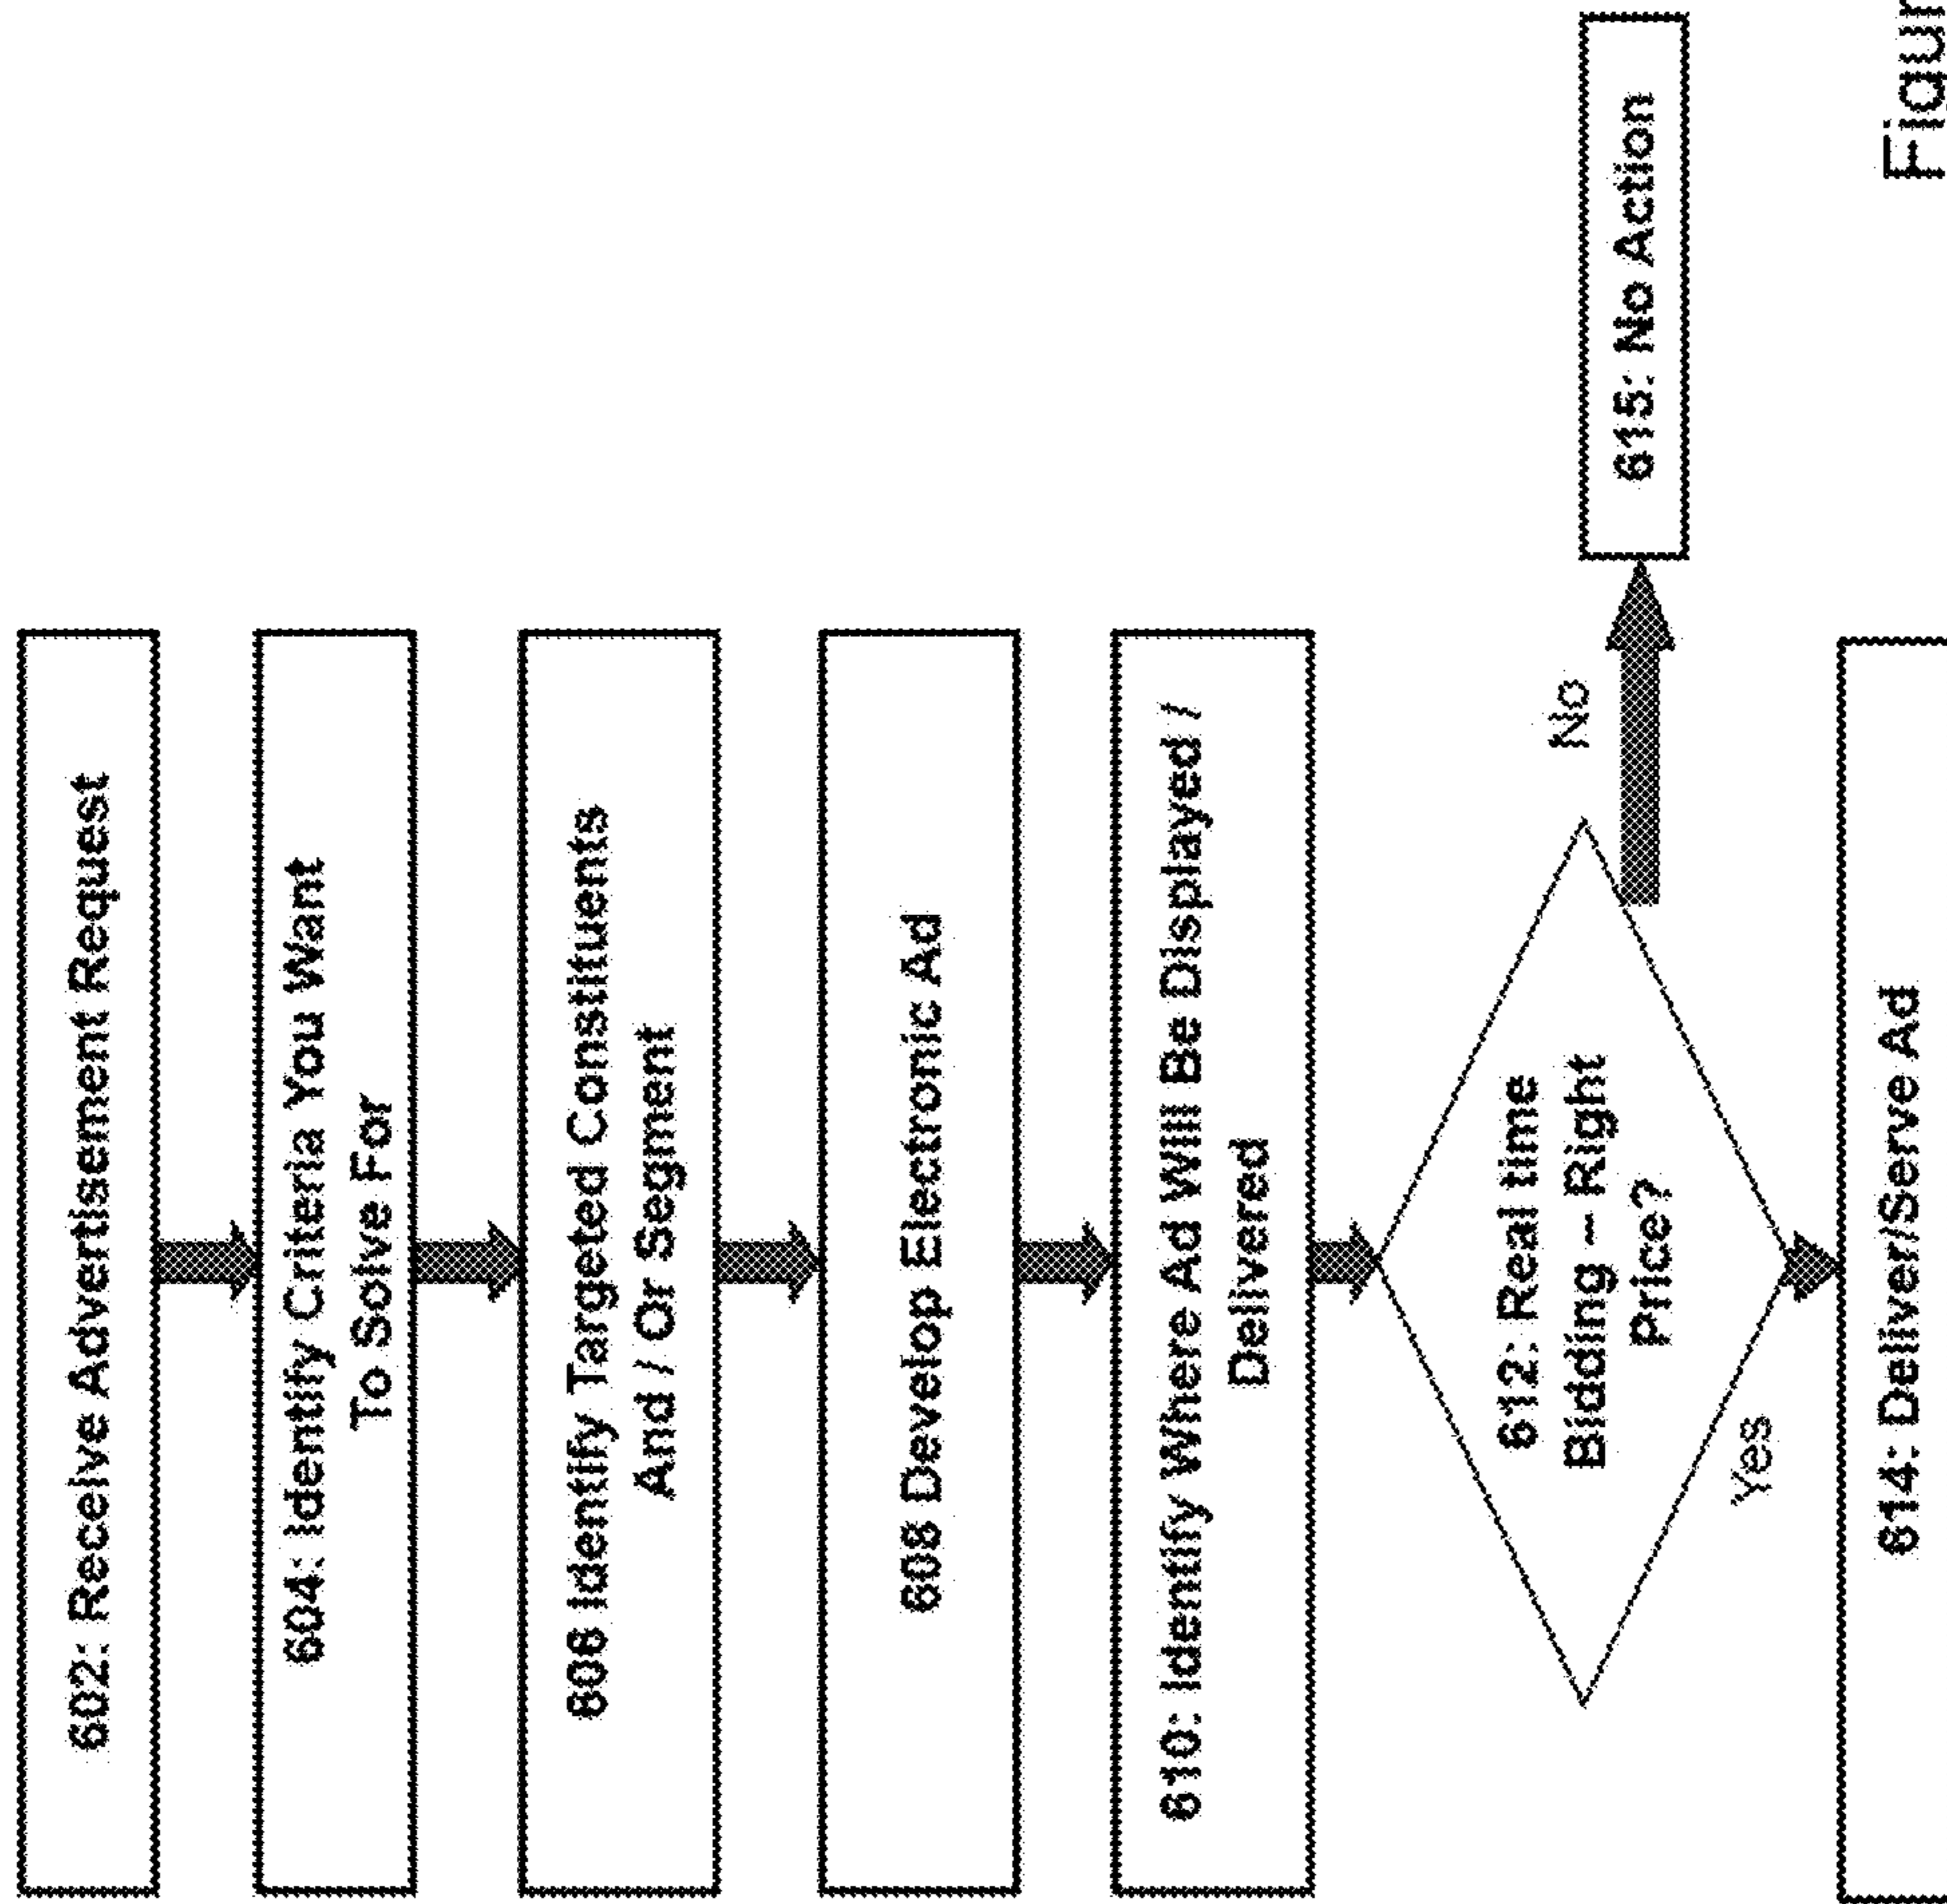 602: Receive Advertisement Request
604: Identify Criteria You Want
To Solve For
606 Identify Targeted Constituents
And / Or Segment
608 Develop Electronic Ad
610: Identify Where Ad Will Be Displayed /
Delivered
612: Real time
Bidding – Right
Price?
No
615: No Action
Yes
614: Deliver/Serve Ad